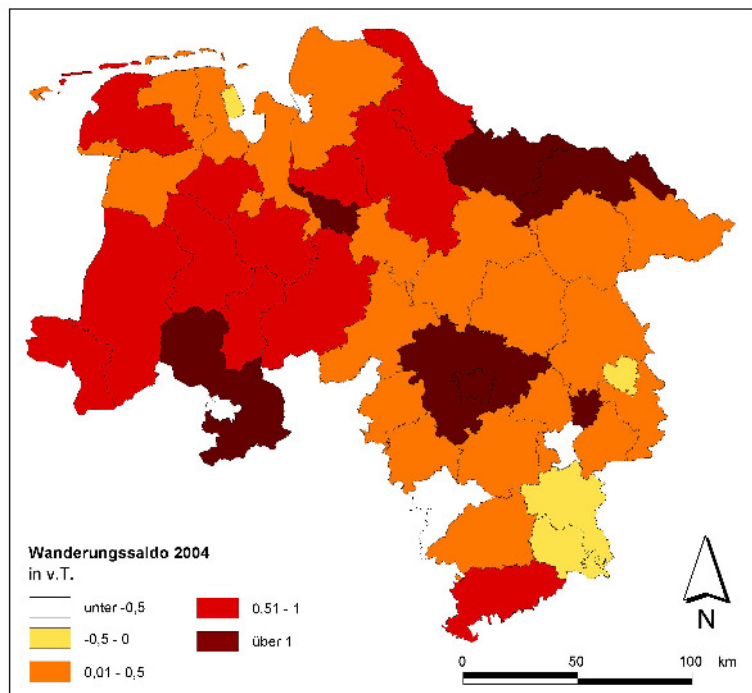 Wanderungssaldo 2004
in v.T.
unter -0,5
-0,5 - 0
0,01 - 0,5
0.51 - 1
über 1
N
0 50 100 km